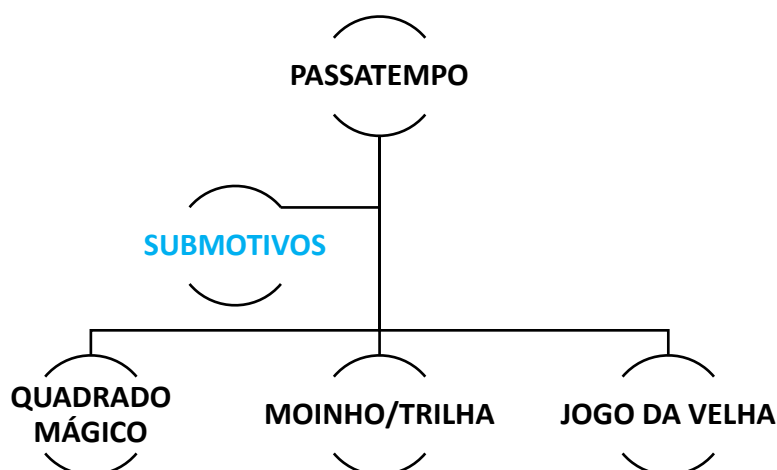 PASSATEMPO
SUBMOTIVOS
QUADRADO
MÁGICO
MOINHO/TRILHA
JOGO DA VELHA